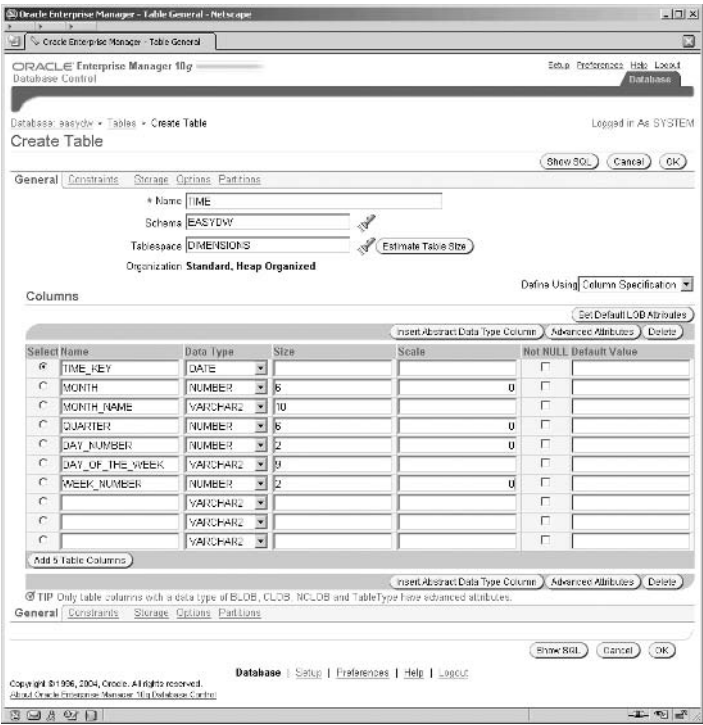 Oracle Enterprise Manager - Table General - Netscape
Oracle Enterprise Manager - Table General
ORACLE Enterprise Manager 10g
Database Control
Setup Preferences Help Logout
Database
Database: easydw > Tables > Create Table
Logged in As SYSTEM
Create Table
Show SQL Cancel OK
General Constraints Storage Options Partitions
* Name TIME
Schema EASYDW
Tablespace DIMENSIONS Estimate Table Size
Organization Standard, Heap Organized
Define Using Column Specification
Columns
Set Default LOB Attributes
Insert Abstract Data Type Column Advanced Attributes Delete
Select Name Data Type Size Scale Not NULL Default Value
TIME_KEY DATE
MONTH NUMBER 6 0
MONTH_NAME VARCHAR2 10
QUARTER NUMBER 6 0
DAY_NUMBER NUMBER 2 0
DAY_OF_THE_WEEK VARCHAR2 9
WEEK_NUMBER NUMBER 2 0
VARCHAR2
VARCHAR2
VARCHAR2
Add 5 Table Columns
Insert Abstract Data Type Column Advanced Attributes Delete
TIP Only table columns with a data type of BLOB, CLOB, NCLOB and TableType have advanced attributes.
General Constraints Storage Options Partitions
Show SQL Cancel OK
Database | Setup | Preferences | Help | Logout
Copyright © 1996, 2004, Oracle. All rights reserved.
About Oracle Enterprise Manager 10g Database Control